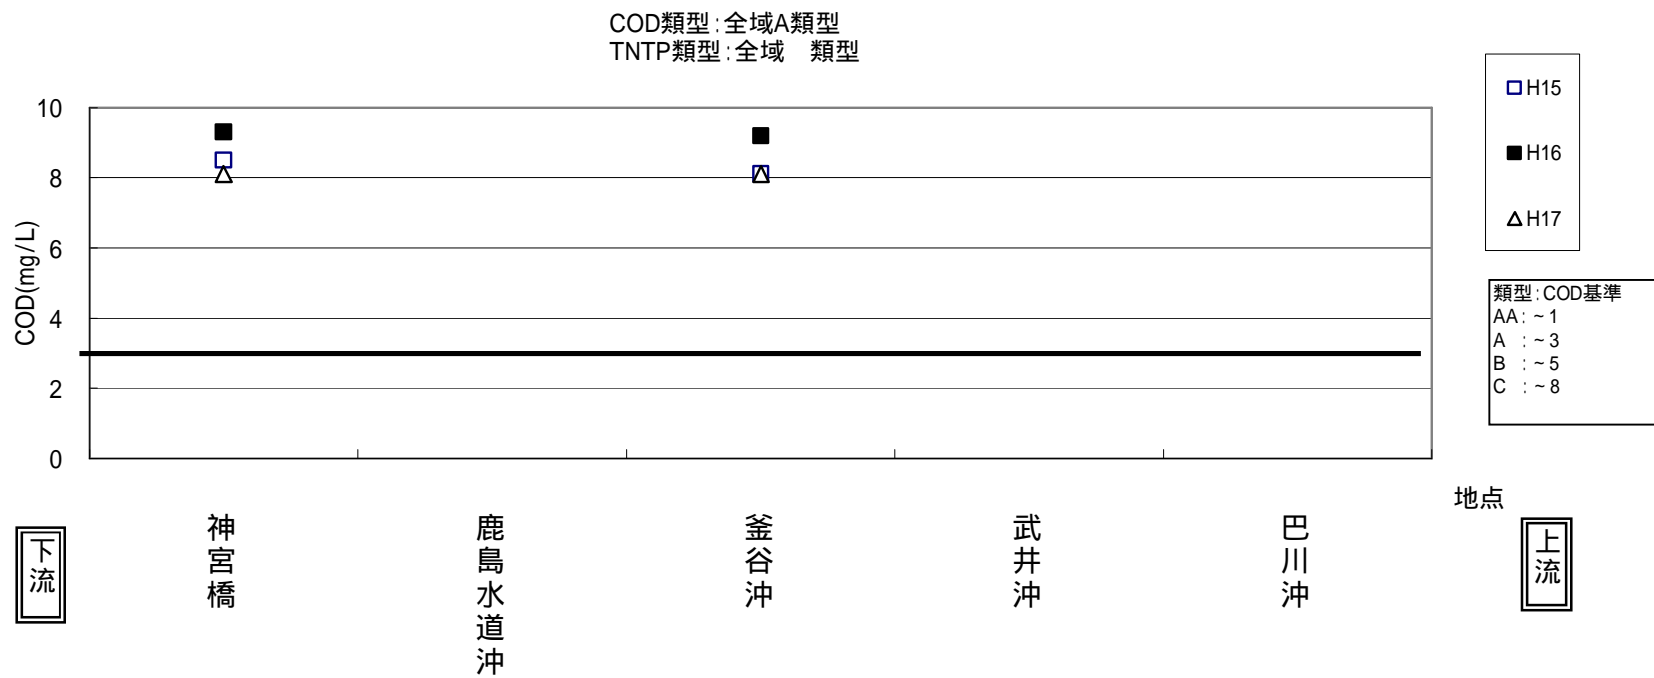 COD類型:全域A類型
TNTP類型:全域　類型
10
8
6
4
2
0
COD(mg/L)
H15
H16
H17
類型:COD基準
AA:~1
A :~3
B :~5
C :~8
地点
下流
神宮橋
鹿島水道沖
釜谷沖
武井沖
巴川沖
上流